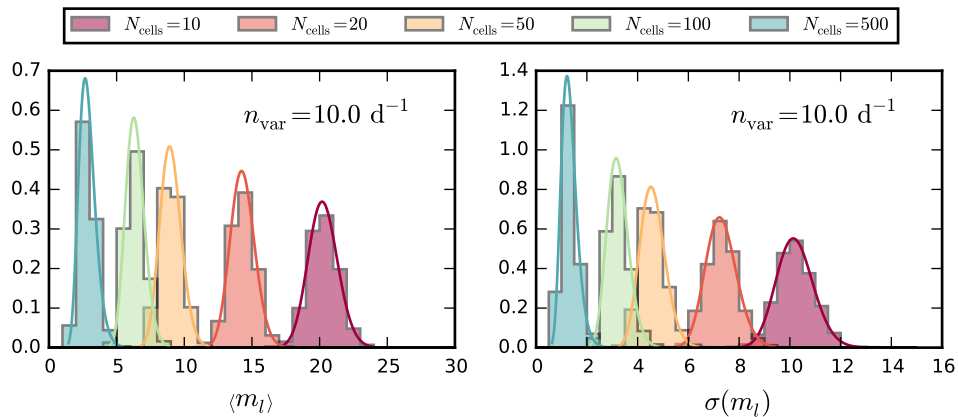 N_cells=10 N_cells=20 N_cells=50 N_cells=100 N_cells=500
n_var=10.0 d⁻¹
0.7
0.6
0.5
0.4
0.3
0.2
0.1
0.0
0 5 10 15 20 25 30
⟨m_l⟩
n_var=10.0 d⁻¹
1.4
1.2
1.0
0.8
0.6
0.4
0.2
0.0
0 2 4 6 8 10 12 14 16
σ(m_l)